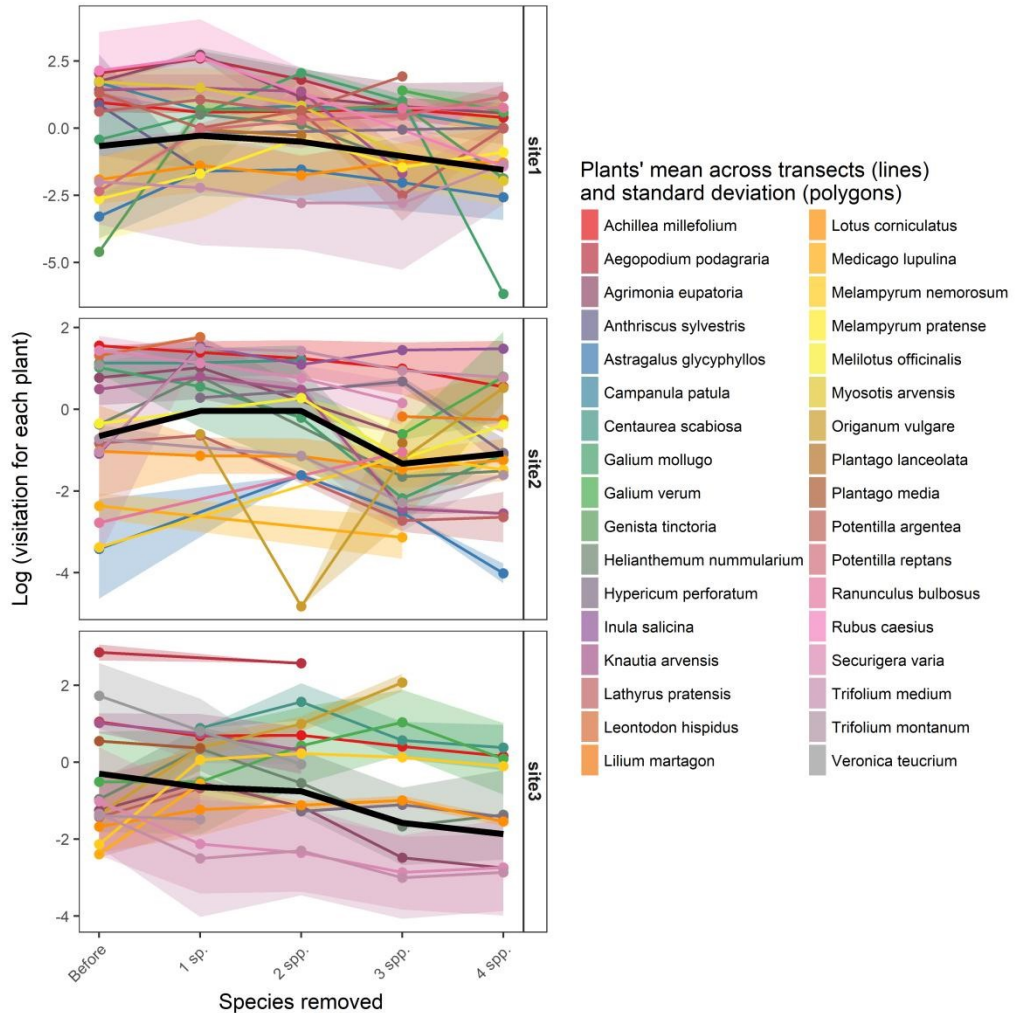 Log (visitation for each plant)
2.5
0.0
-2.5
-5.0
site1
2
0
-2
-4
site2
2
0
-2
-4
site3
Before
1 sp.
2 spp.
3 spp.
4 spp.
Species removed
Plants' mean across transects (lines)
and standard deviation (polygons)
Achillea millefolium
Aegopodium podagraria
Agrimonia eupatoria
Anthriscus sylvestris
Astragalus glycyphyllos
Campanula patula
Centaurea scabiosa
Galium mollugo
Galium verum
Genista tinctoria
Helianthemum nummularium
Hypericum perforatum
Inula salicina
Knautia arvensis
Lathyrus pratensis
Leontodon hispidus
Lilium martagon
Lotus corniculatus
Medicago lupulina
Melampyrum nemorosum
Melampyrum pratense
Melilotus officinalis
Myosotis arvensis
Origanum vulgare
Plantago lanceolata
Plantago media
Potentilla argentea
Potentilla reptans
Ranunculus bulbosus
Rubus caesius
Securigera varia
Trifolium medium
Trifolium montanum
Veronica teucrium